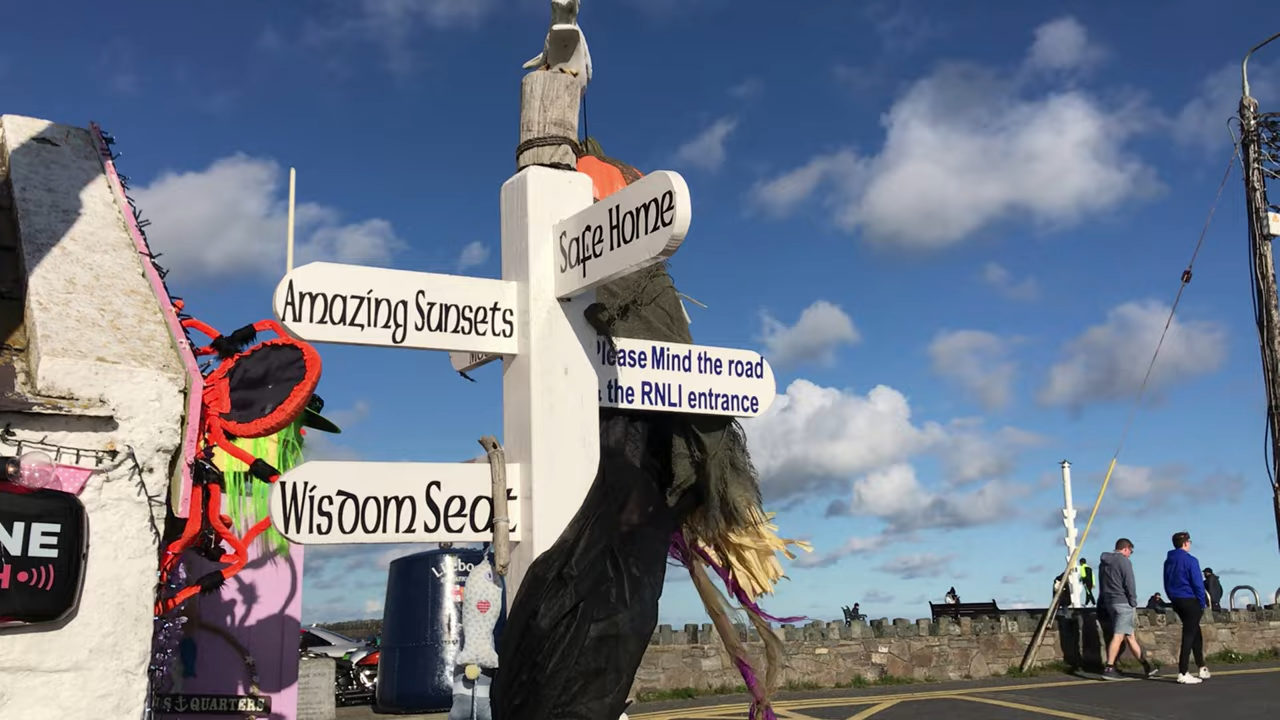 Safe Home
Amazing Sunsets
Please Mind the road
the RNLI entrance
Wisdom Seat
NE
QUARTERS